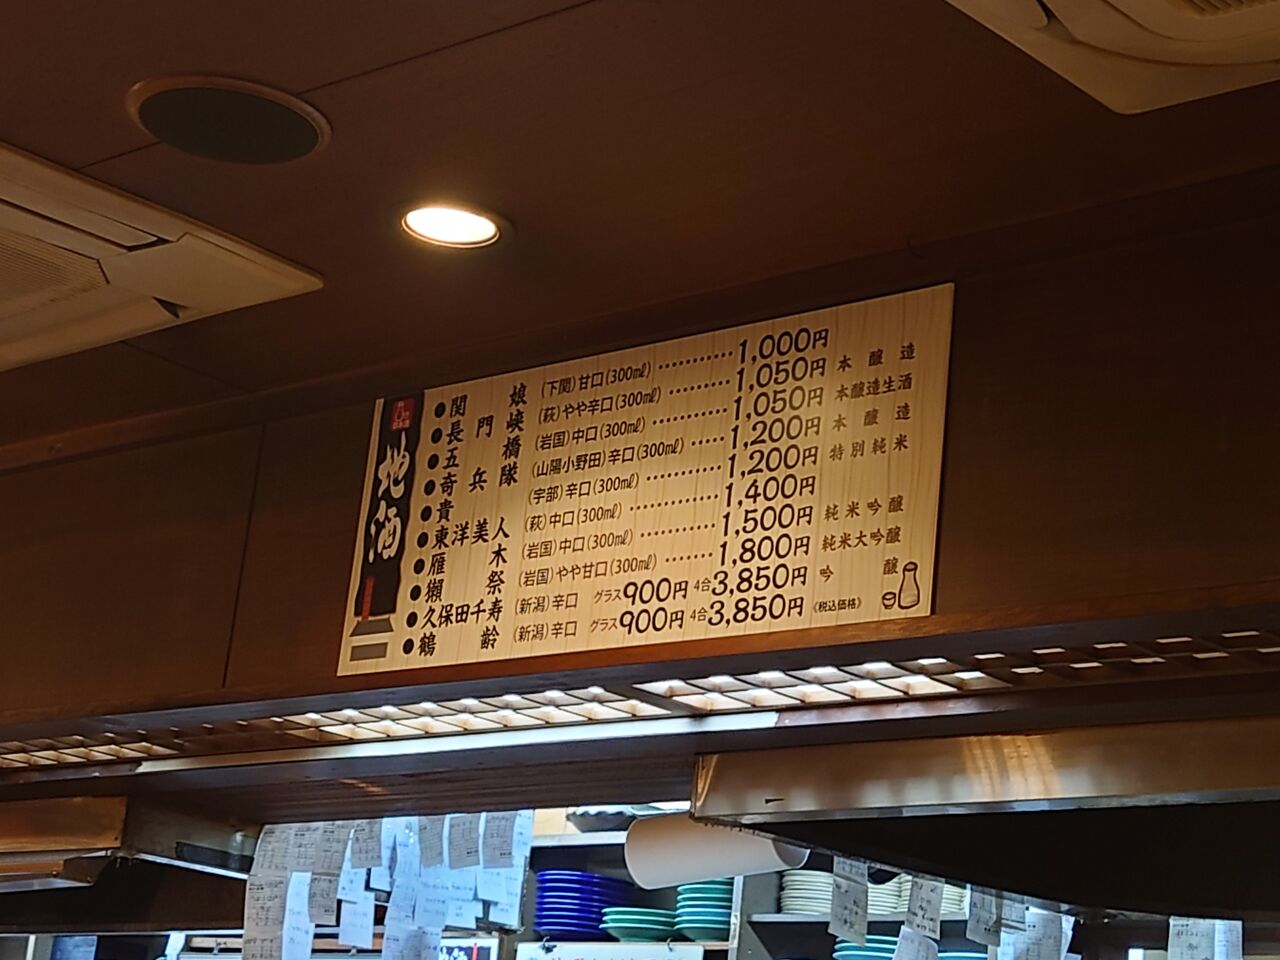 地酒
●関娘 (下関)甘口(300㎖)…………1,000円
●長門峡 (萩)やや辛口(300㎖)………1,050円 本醸造
●五橋 (岩国)中口(300㎖)…………1,050円 本醸造生酒
●奇兵隊 (山陽小野田)辛口(300㎖)……1,200円 本醸造
●貴 (宇部)辛口(300㎖)…………1,200円 特別純米
●東洋美人 (萩)中口(300㎖)…………1,400円
●雁木 (岩国)中口(300㎖)…………1,500円 純米吟醸
●獺祭 (岩国)やや甘口(300㎖)………1,800円 純米大吟醸
●久保田千寿 (新潟)辛口 グラス900円 4合3,850円 吟醸
●鶴齢 (新潟)辛口 グラス900円 4合3,850円 (税込価格)